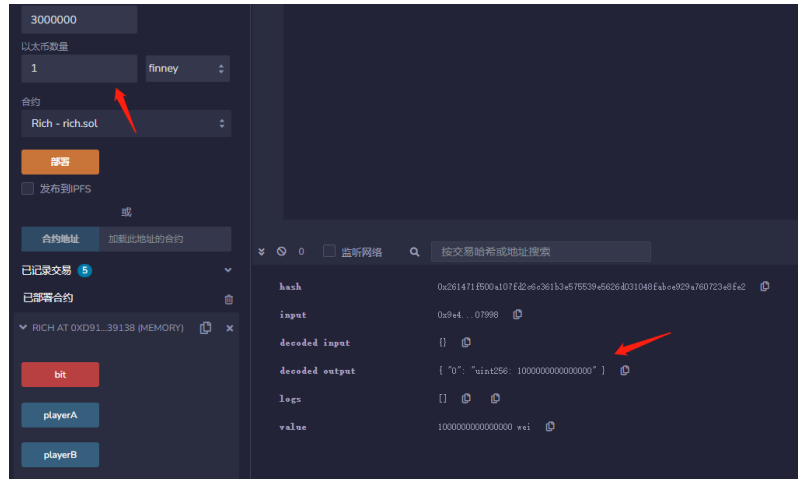 3000000
以太币数量
1 finney
合约
Rich - rich.sol
部署
发布到IPFS
或
合约地址 加载此地址的合约
已记录交易 5
已部署合约
RICH AT 0XD91...39138 (MEMORY)
bit
playerA
playerB
0 监听网络 按交易哈希或地址搜索
hash 0x261471f500a107fd2c6c361b3e575539e5626d031048fabce929a760723e8fe2
input 0x9e4...07998
decoded input {}
decoded output { "0": "uint256: 1000000000000000" }
logs []
value 1000000000000000 wei